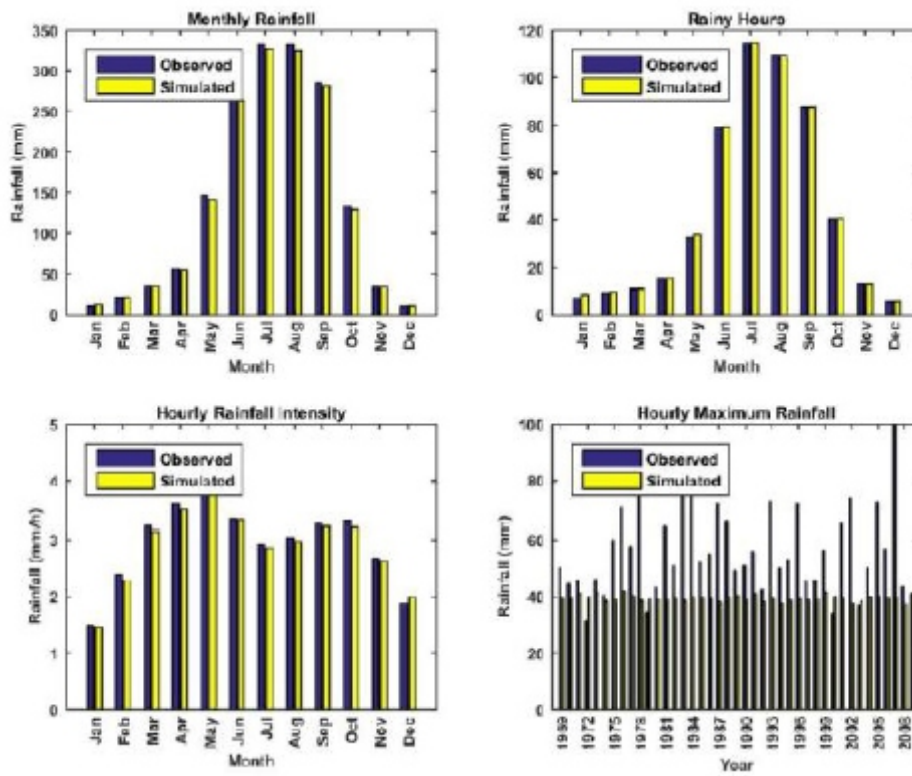 Monthly Rainfall
Rainfall (mm)
350
300
250
200
150
100
50
0
Observed
Simulated
Jan
Feb
Mar
Apr
May
Jun
Jul
Aug
Sep
Oct
Nov
Dec
Month
Rainy Hours
Rainfall (mm)
120
100
80
60
40
20
0
Observed
Simulated
Jan
Feb
Mar
Apr
May
Jun
Jul
Aug
Sep
Oct
Nov
Dec
Month
Hourly Rainfall Intensity
Rainfall (mm/h)
5
4
3
2
1
0
Observed
Simulated
Jan
Feb
Mar
Apr
May
Jun
Jul
Aug
Sep
Oct
Nov
Dec
Month
Hourly Maximum Rainfall
Rainfall (mm)
100
80
60
40
20
0
Observed
Simulated
1969
1972
1975
1978
1981
1984
1987
1990
1993
1996
1999
2002
2005
2008
Year